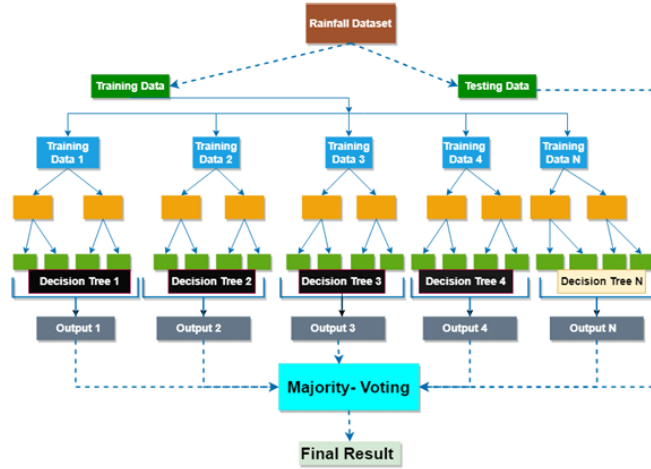 Rainfall Dataset
Training Data
Testing Data
Training
Data 1
Training
Data 2
Training
Data 3
Training
Data 4
Training
Data N
Decision Tree 1
Decision Tree 2
Decision Tree 3
Decision Tree 4
Decision Tree N
Output 1
Output 2
Output 3
Output 4
Output N
Majority- Voting
Final Result